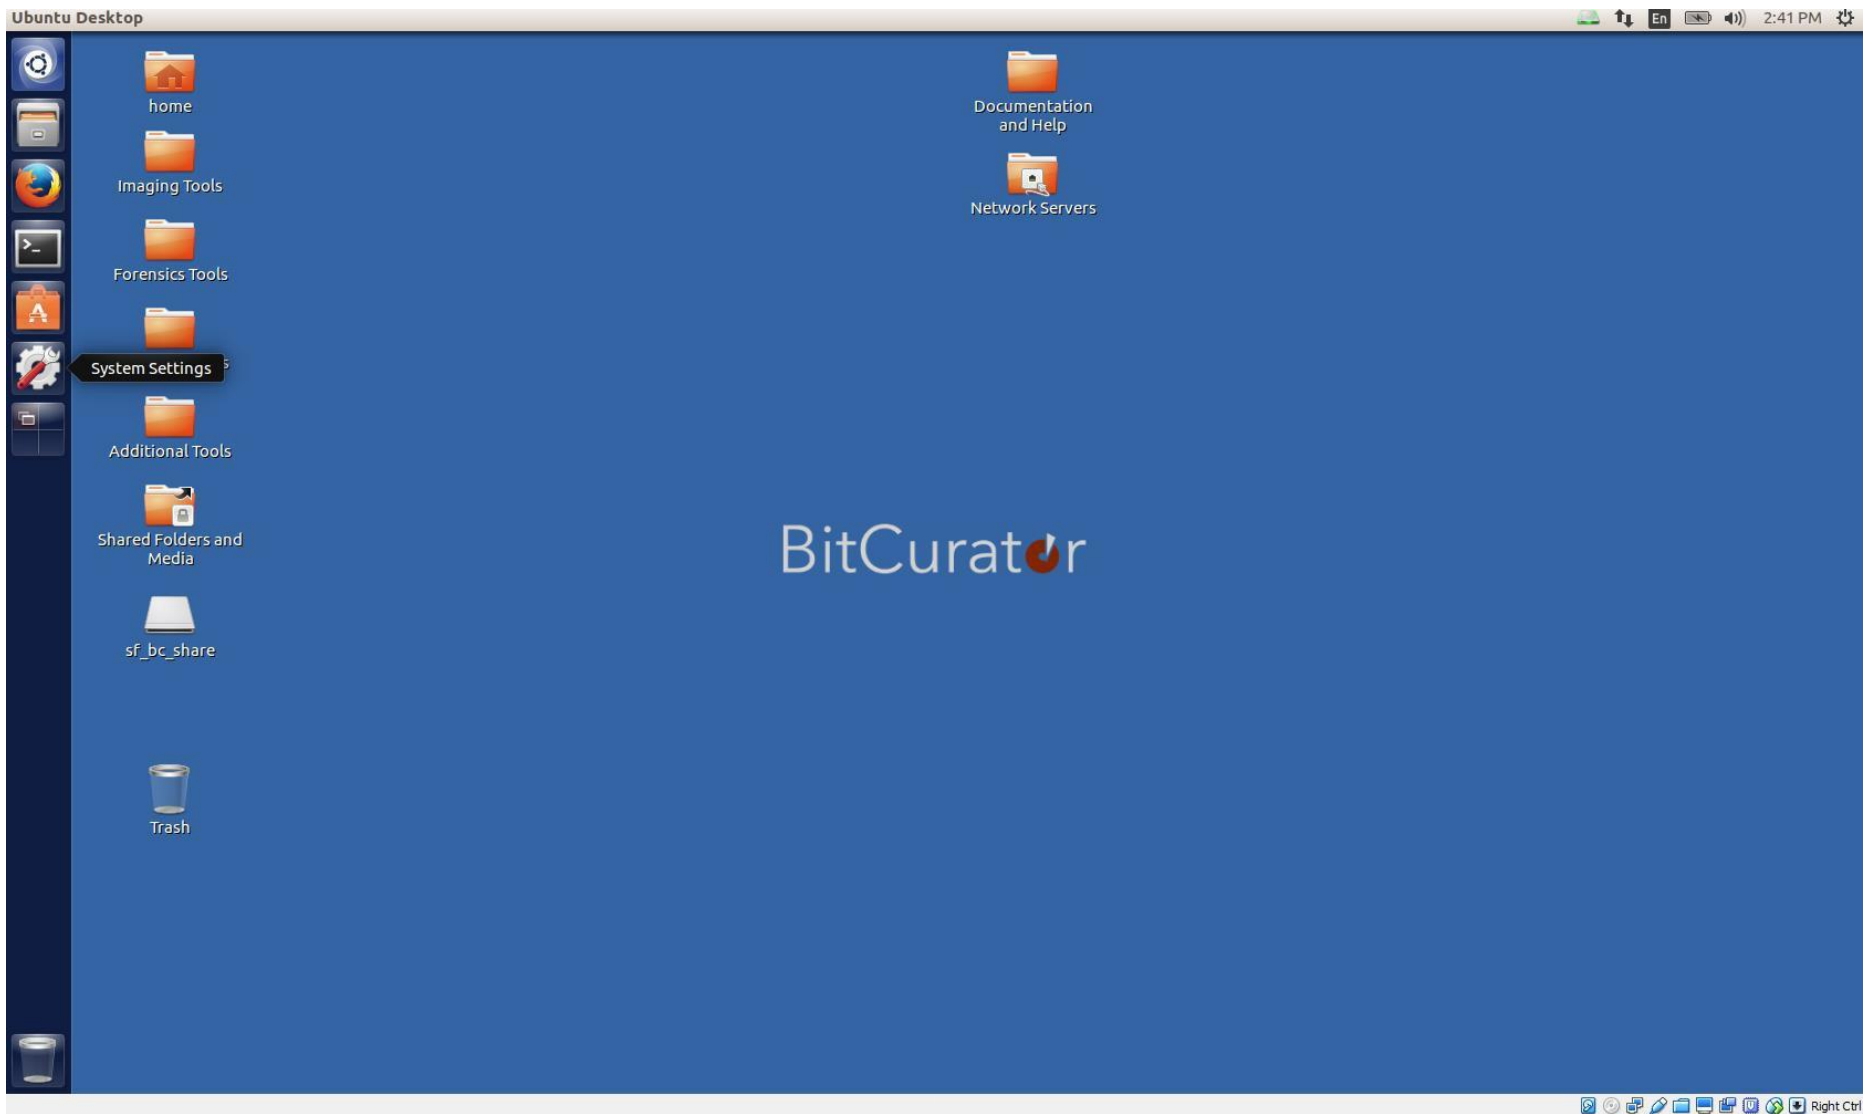 Ubuntu Desktop
En
2:41 PM
home
Imaging Tools
Forensics Tools
System Settings
Additional Tools
Shared Folders and
Media
sf_bc_share
Trash
Documentation
and Help
Network Servers
BitCurator
Right Ctrl